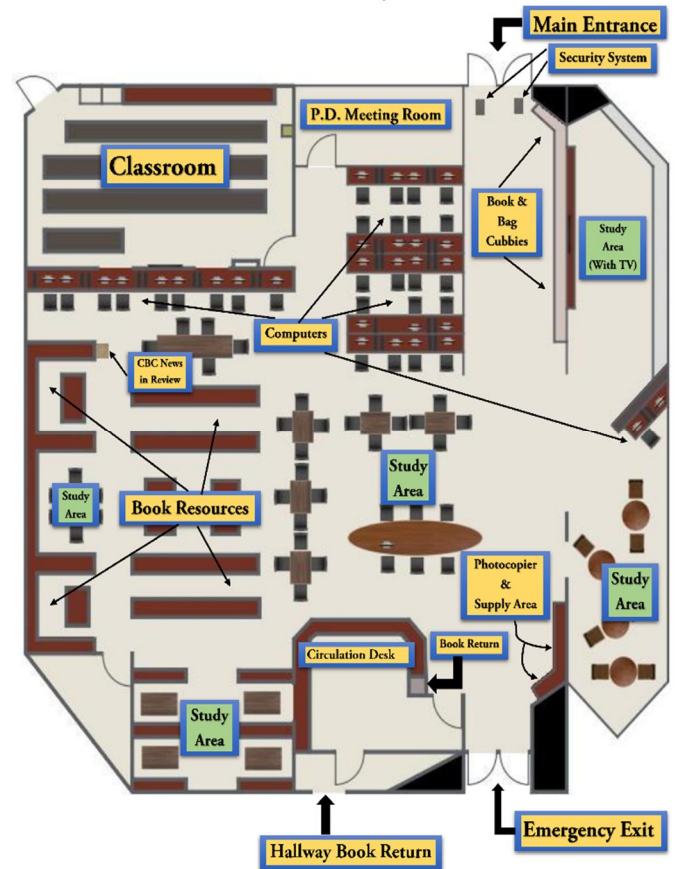 Main Entrance
Security System
P.D. Meeting Room
Classroom
Book &
Bag
Cubbies
Study
Area
(With TV)
Computers
CBC News
in Review
Study
Area
Book Resources
Study
Area
Photocopier
&
Supply Area
Study
Area
Circulation Desk
Book Return
Study
Area
Emergency Exit
Hallway Book Return